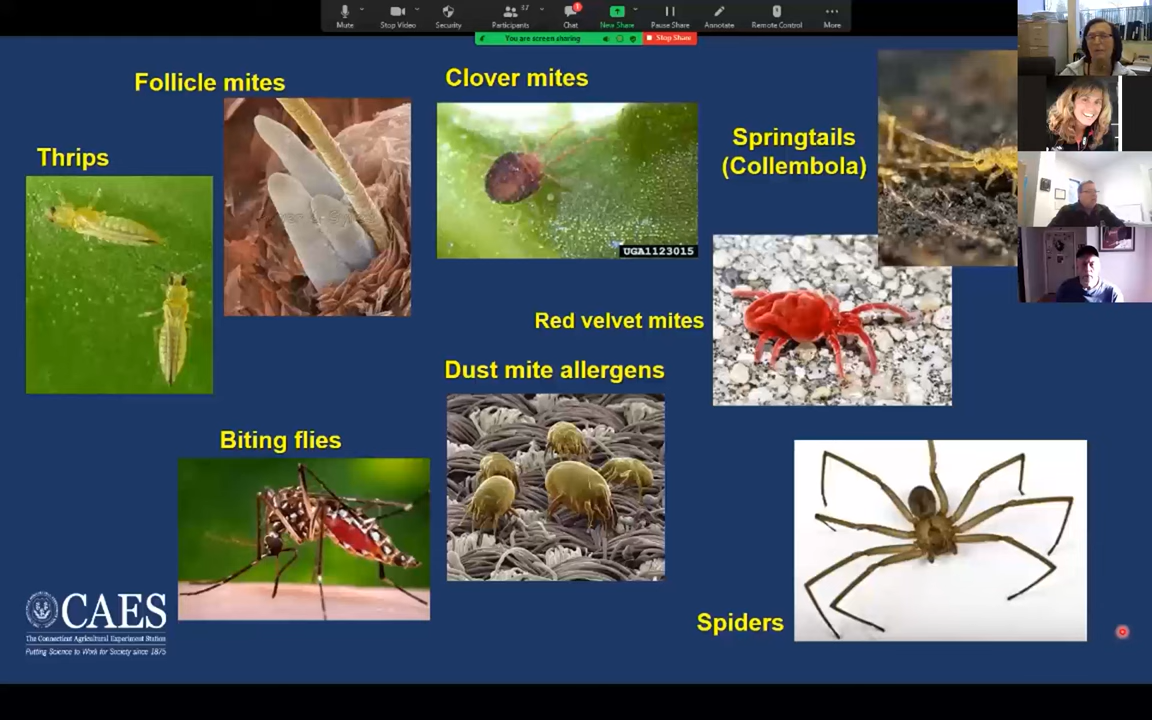 37
1
Mute
Stop Video
Security
Participants
Chat
New Share
Pause Share
Annotate
Remote Control
More
You are screen sharing
Stop Share
Follicle mites
Clover mites
Springtails
(Collembola)
Thrips
UGA1123015
Red velvet mites
Dust mite allergens
Biting flies
Spiders
CAES
The Connecticut Agricultural Experiment Station
Putting Science to Work for Society since 1875